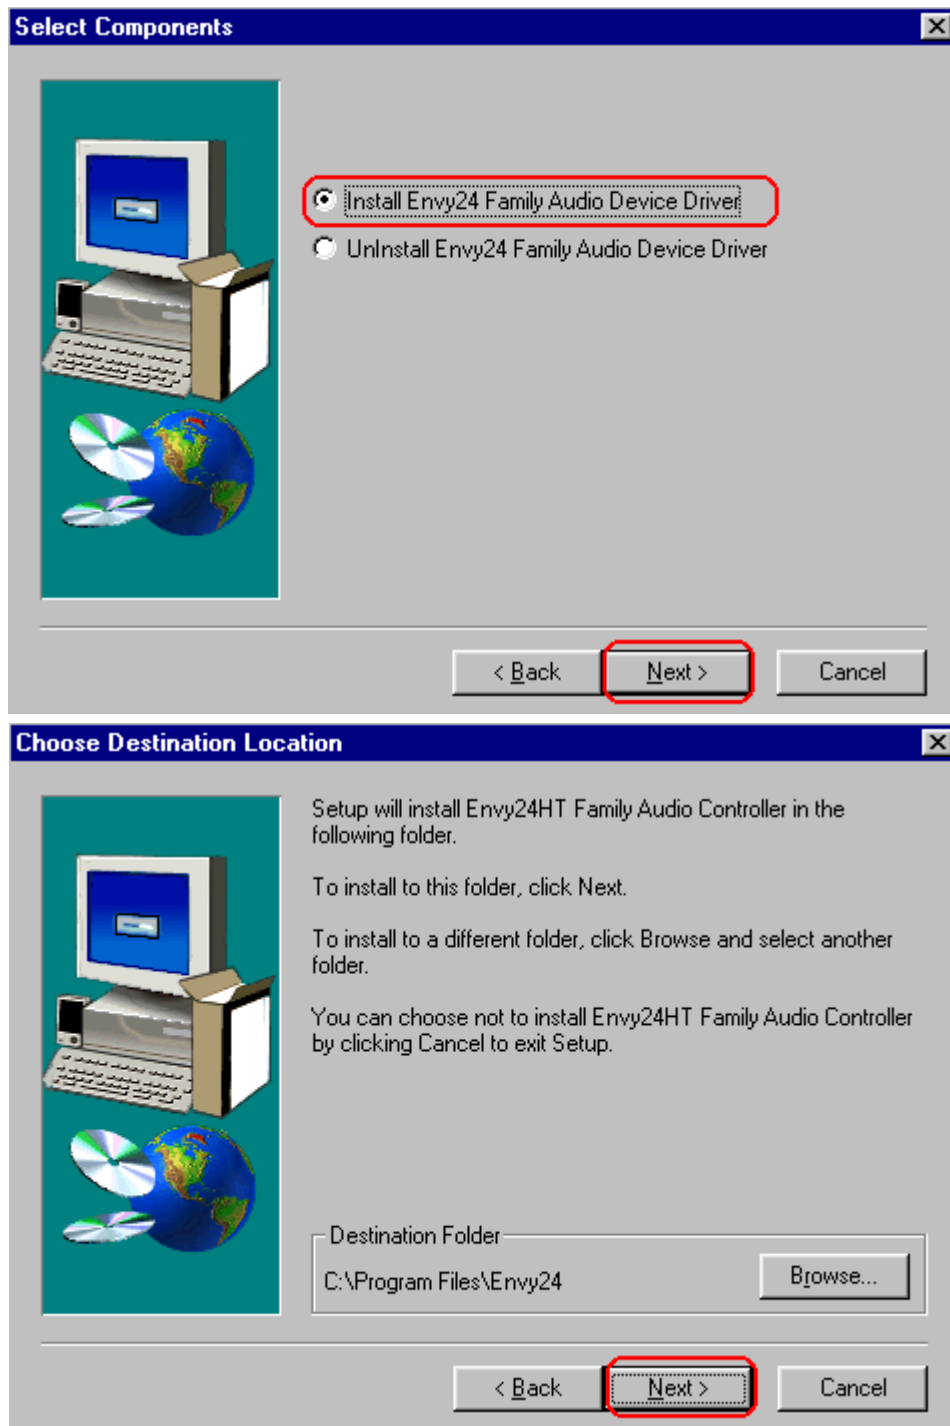 Select Components
Install Envy24 Family Audio Device Driver
UnInstall Envy24 Family Audio Device Driver
< Back
Next >
Cancel
Choose Destination Location
Setup will install Envy24HT Family Audio Controller in the
following folder.
To install to this folder, click Next.
To install to a different folder, click Browse and select another
folder.
You can choose not to install Envy24HT Family Audio Controller
by clicking Cancel to exit Setup.
Destination Folder
C:\Program Files\Envy24
Browse...
< Back
Next >
Cancel